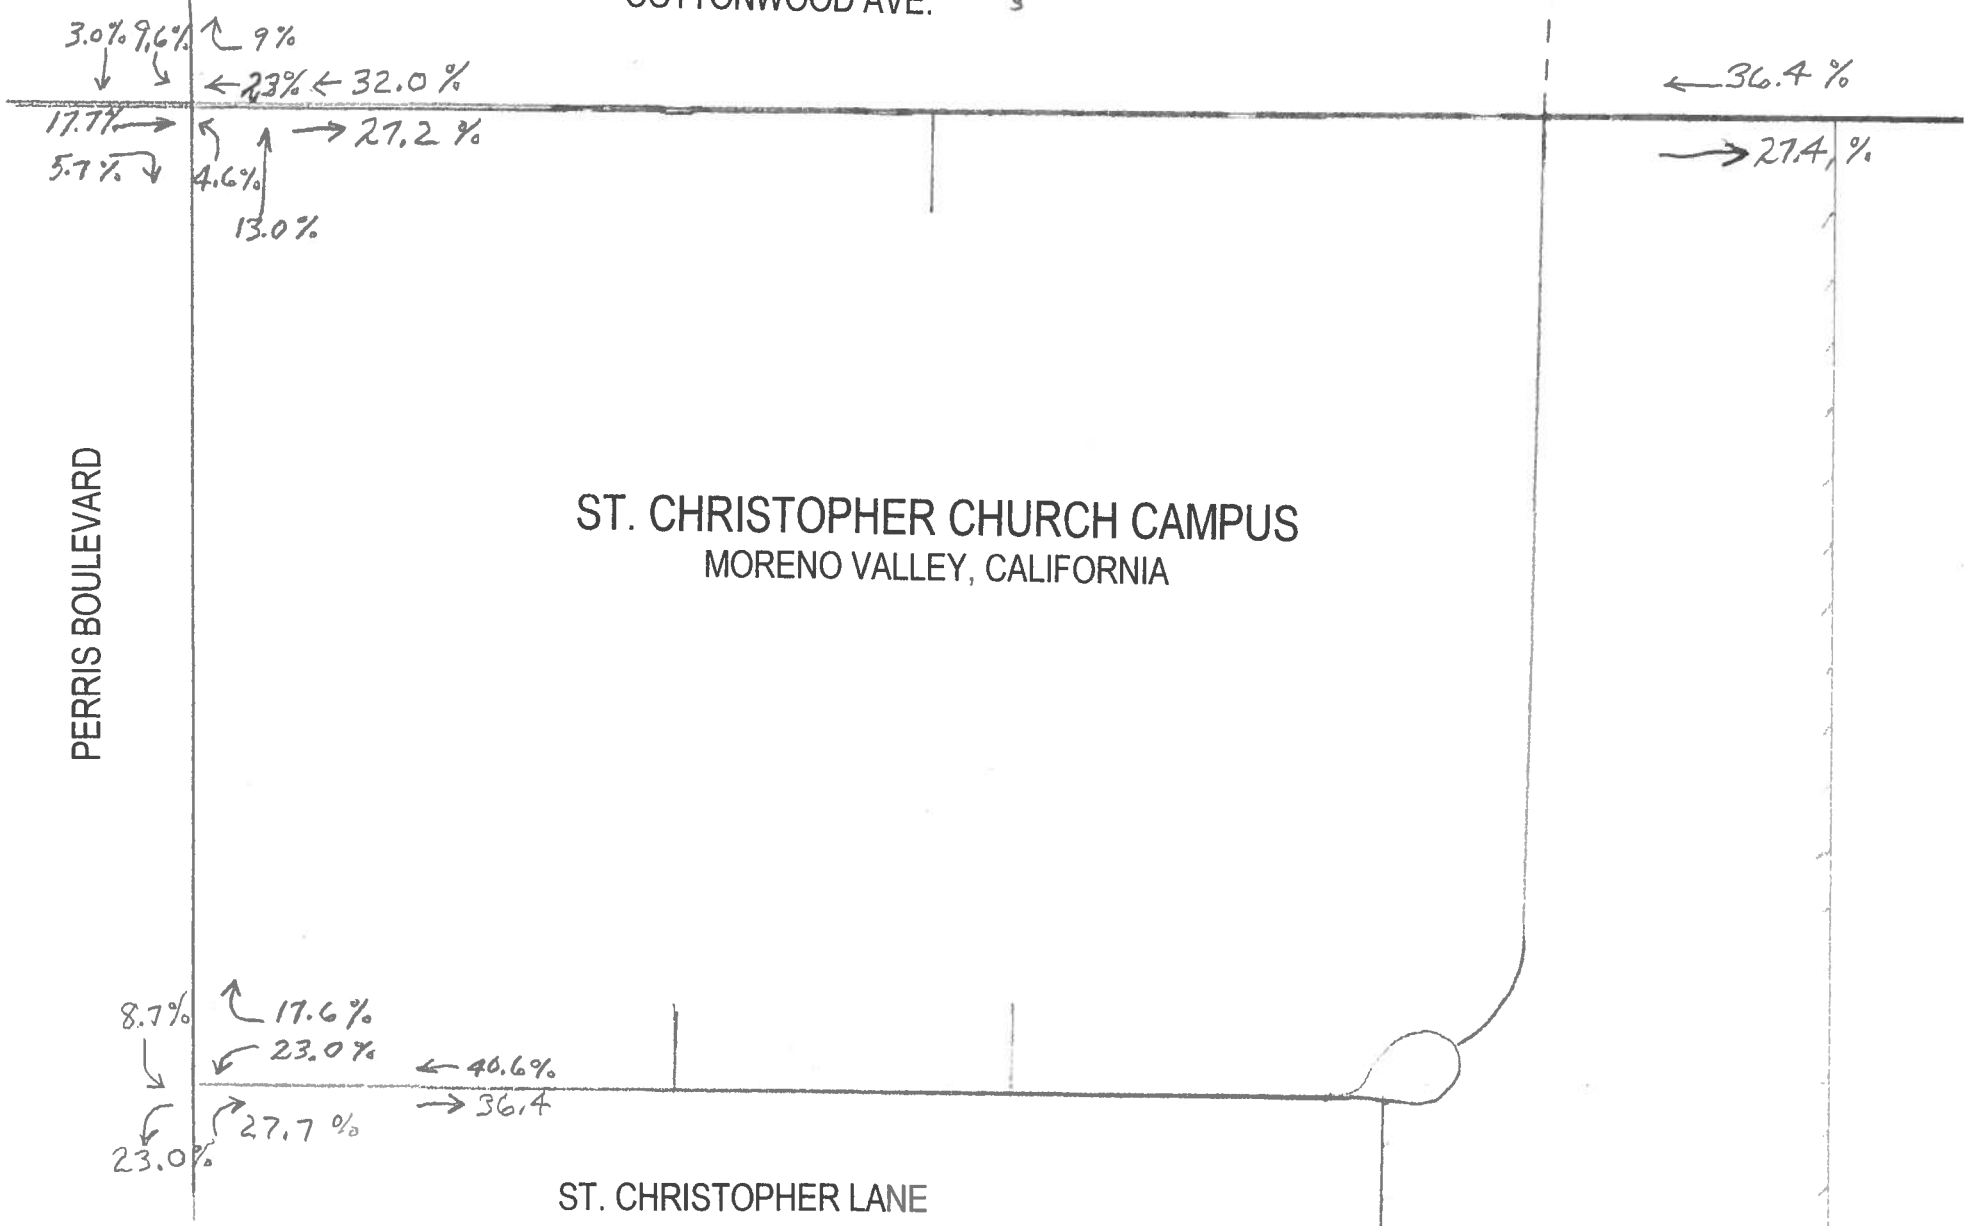 COTTONWOOD AVE.
3.0% 9.6% 9%
23% 32.0%
36.4%
17.7%
27.2%
27.4%
5.7%
4.6%
13.0%
PERRIS BOULEVARD
ST. CHRISTOPHER CHURCH CAMPUS
MORENO VALLEY, CALIFORNIA
8.7%
17.6%
23.0%
40.6%
36.4
27.7%
23.0%
ST. CHRISTOPHER LANE